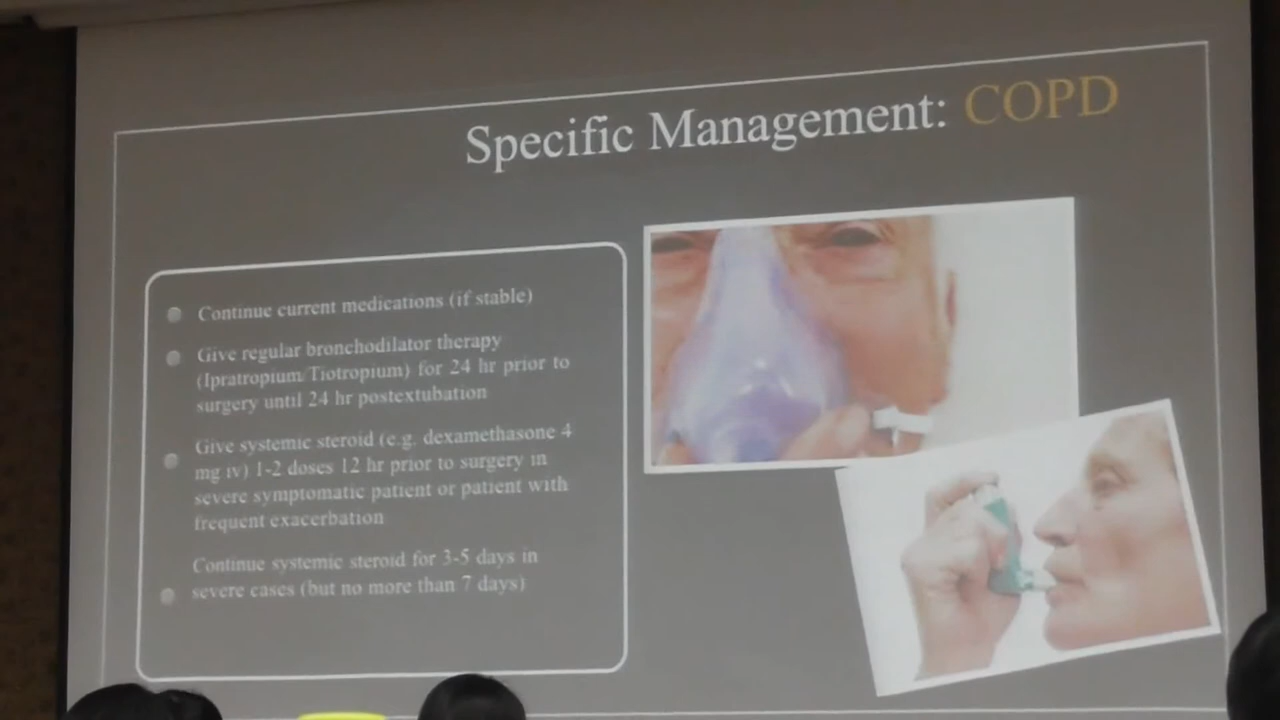 Specific Management: COPD
Continue current medications (if stable)
Give regular bronchodilator therapy
(Ipratropium/Tiotropium) for 24 hr prior to
surgery until 24 hr postextubation
Give systemic steroid (e.g. dexamethasone 4
mg iv) 1-2 doses 12 hr prior to surgery in
severe symptomatic patient or patient with
frequent exacerbation
Continue systemic steroid for 3-5 days in
severe cases (but no more than 7 days)